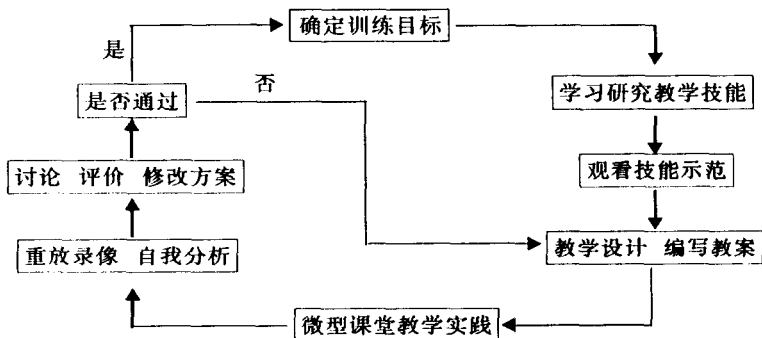 确定训练目标
是
是否通过
否
学习研究教学技能
讨论 评价 修改方案
观看技能示范
重放录像 自我分析
教学设计 编写教案
微型课堂教学实践